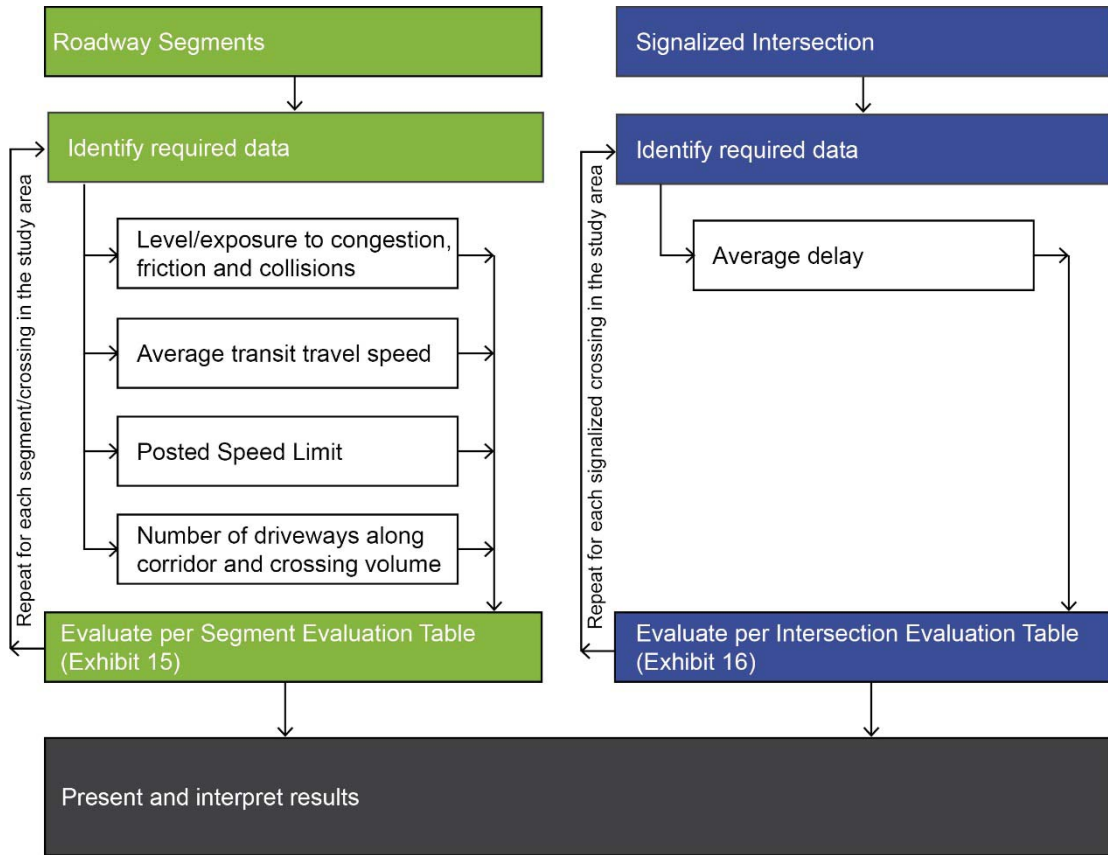 Roadway Segments
Identify required data
Repeat for each segment/crossing in the study area
Level/exposure to congestion,
friction and collisions
Average transit travel speed
Posted Speed Limit
Number of driveways along
corridor and crossing volume
Evaluate per Segment Evaluation Table
(Exhibit 15)
Signalized Intersection
Identify required data
Repeat for each signalized crossing in the study area
Average delay
Evaluate per Intersection Evaluation Table
(Exhibit 16)
Present and interpret results